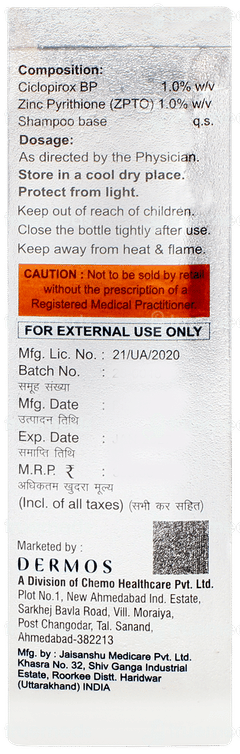 Composition:
Ciclopirox BP 1.0% w/v
Zinc Pyrithione (ZPTO) 1.0% w/v
Shampoo base q.s.
Dosage:
As directed by the Physician.
Store in a cool dry place.
Protect from light.
Keep out of reach of children.
Close the bottle tightly after use.
Keep away from heat & flame.
CAUTION : Not to be sold by retail
without the prescription of a
Registered Medical Practitioner.
FOR EXTERNAL USE ONLY
Mfg. Lic. No. : 21/UA/2020
Batch No. :
समूह संख्या
Mfg. Date :
उत्पादन तिथि
Exp. Date :
समाप्ति तिथि
M.R.P. ₹ :
अधिकतम खुदरा मूल्य
(Incl. of all taxes) (सभी कर सहित)
Marketed by :
DERMOS
A Division of Chemo Healthcare Pvt. Ltd.
Plot No.1, New Ahmedabad Ind. Estate,
Sarkhej Bavla Road, Vill. Moraiya,
Post Changodar, Tal. Sanand,
Ahmedabad-382213
Mfg. by : Jaisanshu Medicare Pvt. Ltd.
Khasra No. 32, Shiv Ganga Industrial
Estate, Roorkee Distt. Haridwar
(Uttarakhand) INDIA